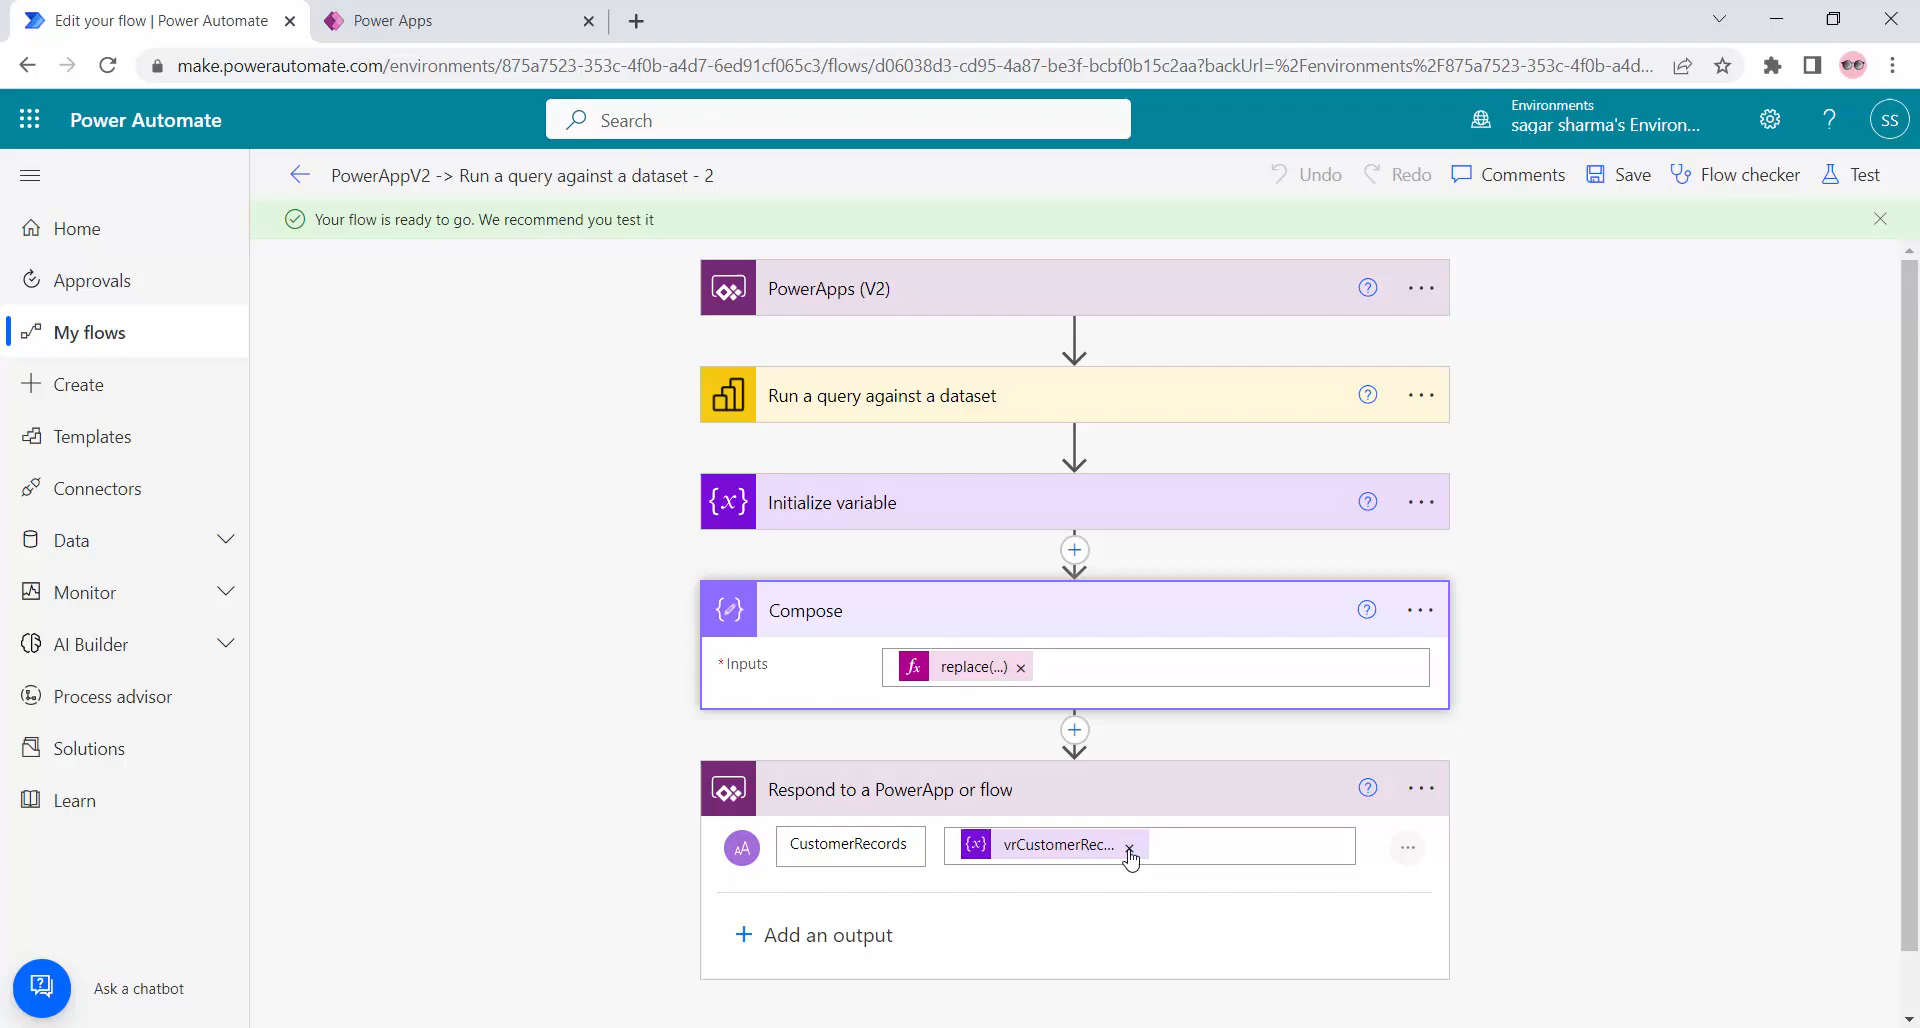 Edit your flow | Power Automate
Power Apps
make.powerautomate.com/environments/875a7523-353c-4f0b-a4d7-6ed91cf065c3/flows/d06038d3-cd95-4a87-be3f-bcbf0b15c2aa?backUrl=%2Fenvironments%2F875a7523-353c-4f0b-a4d...
Power Automate
Search
Environments
sagar sharma's Environ...
?
SS
PowerAppV2 -> Run a query against a dataset - 2
Undo
Redo
Comments
Save
Flow checker
Test
Your flow is ready to go. We recommend you test it
Home
Approvals
My flows
Create
Templates
Connectors
Data
Monitor
AI Builder
Process advisor
Solutions
Learn
Ask a chatbot
PowerApps (V2)
Run a query against a dataset
{x} Initialize variable
Compose
* Inputs
fx replace(...) ×
Respond to a PowerApp or flow
AA CustomerRecords {x} vrCustomerRec... ×
+ Add an output